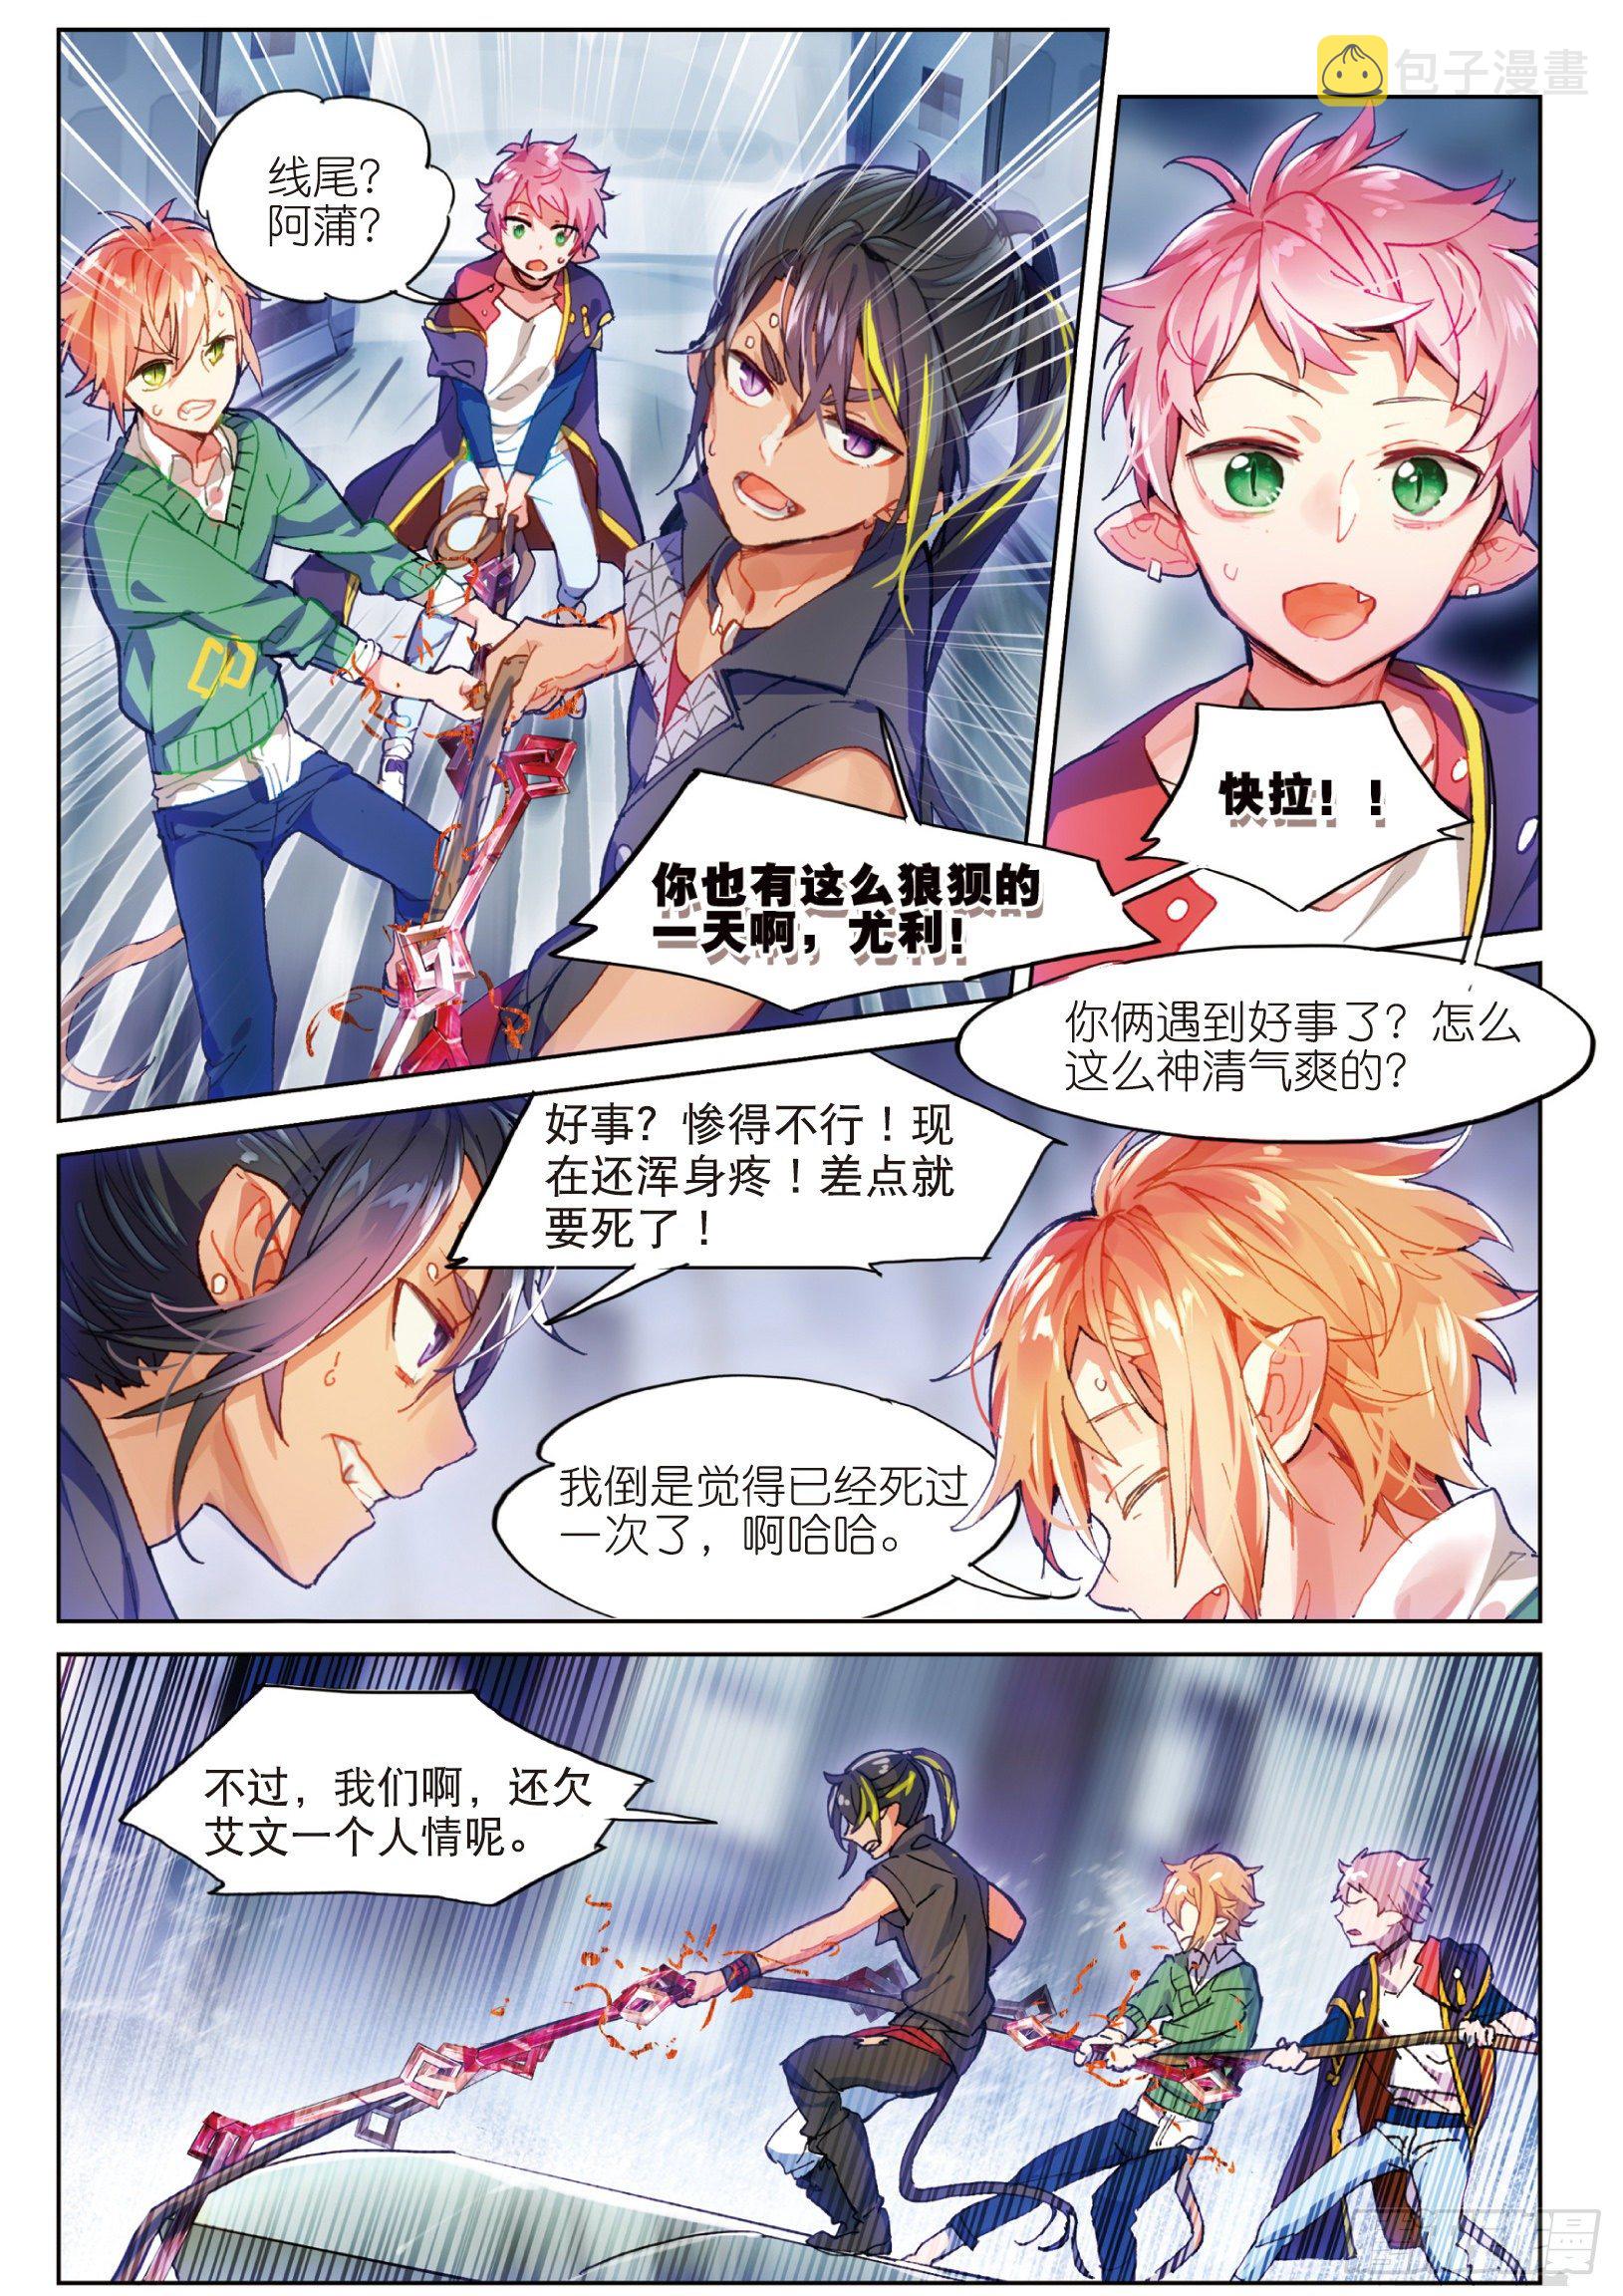 包子漫畫
线尾？
阿蒲？
你也有这么狼狈的
一天啊，尤利！
快拉！！
你俩遇到好事了？怎么
这么神清气爽的？
好事？惨得不行！现
在还浑身疼！差点就
要死了！
我倒是觉得已经死过
一次了，啊哈哈。
不过，我们啊，还欠
艾文一个人情呢。